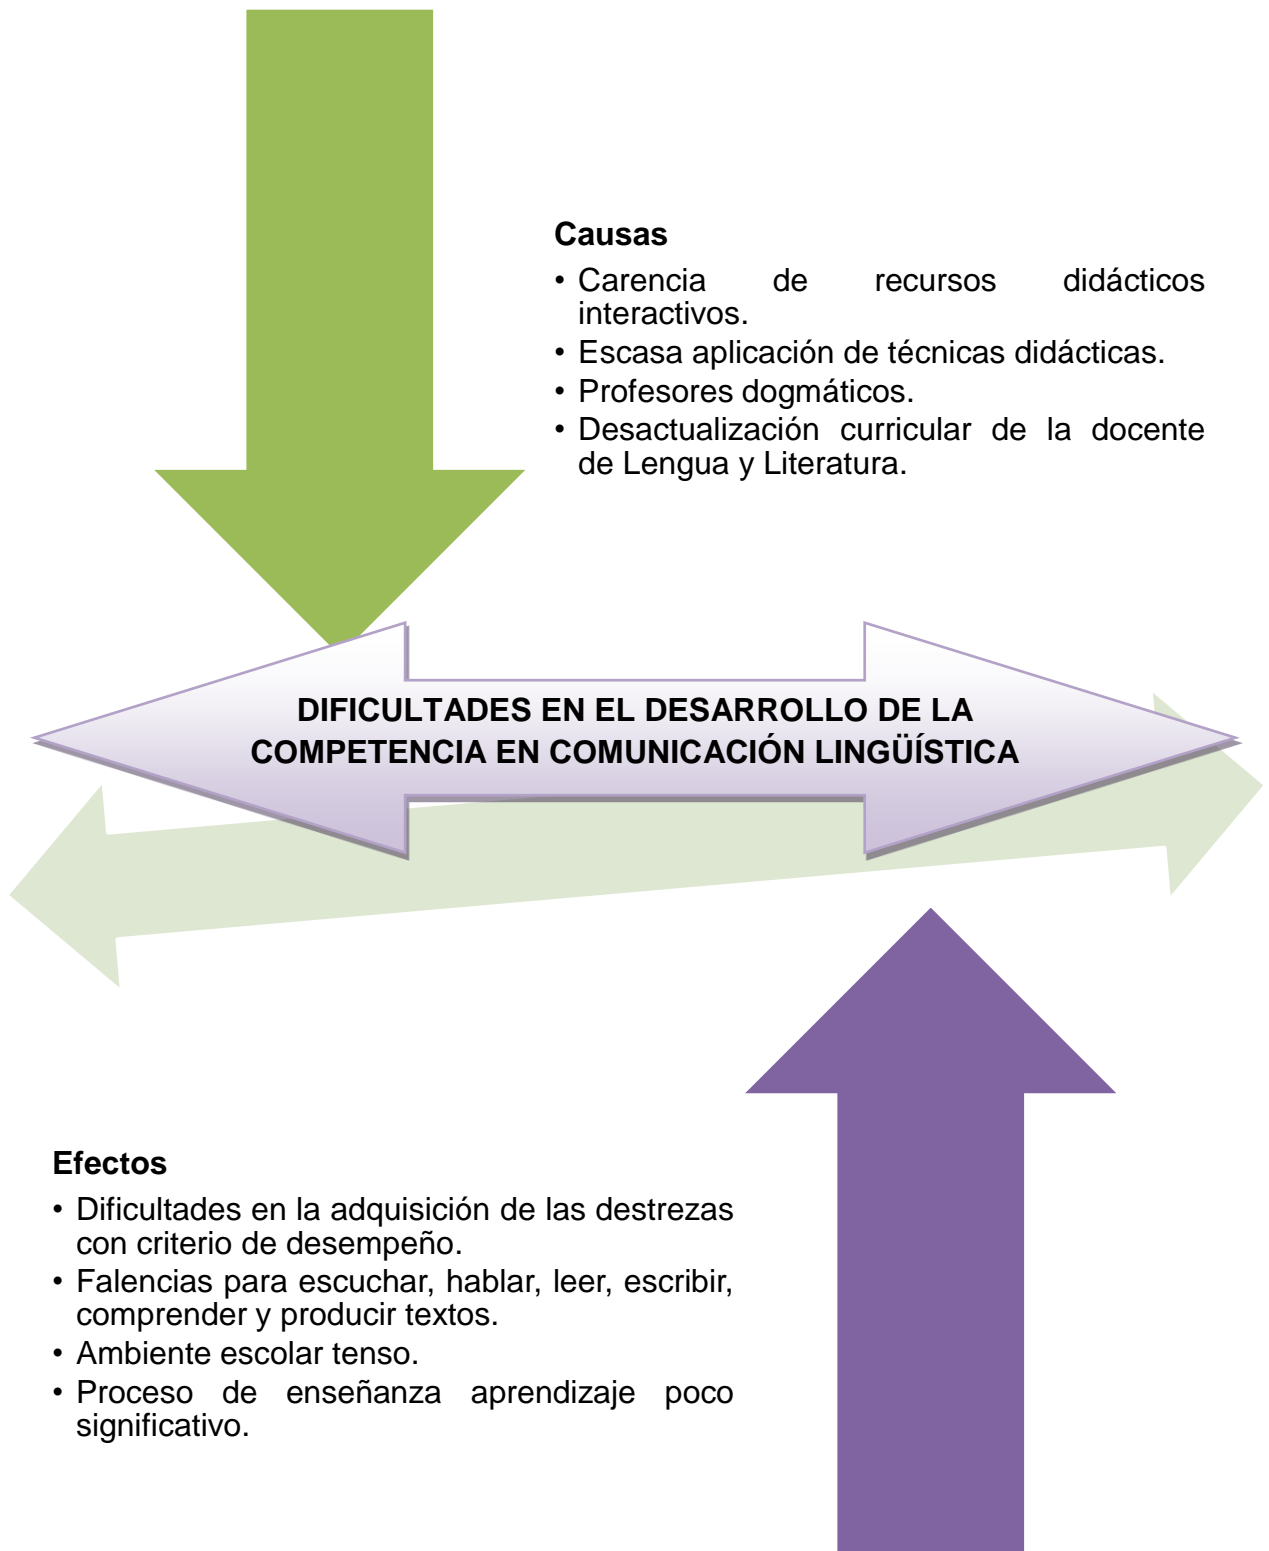 Causas
• Carencia de recursos didácticos
interactivos.
• Escasa aplicación de técnicas didácticas.
• Profesores dogmáticos.
• Desactualización curricular de la docente
de Lengua y Literatura.
DIFICULTADES EN EL DESARROLLO DE LA
COMPETENCIA EN COMUNICACIÓN LINGÜÍSTICA
Efectos
• Dificultades en la adquisición de las destrezas
con criterio de desempeño.
• Falencias para escuchar, hablar, leer, escribir,
comprender y producir textos.
• Ambiente escolar tenso.
• Proceso de enseñanza aprendizaje poco
significativo.